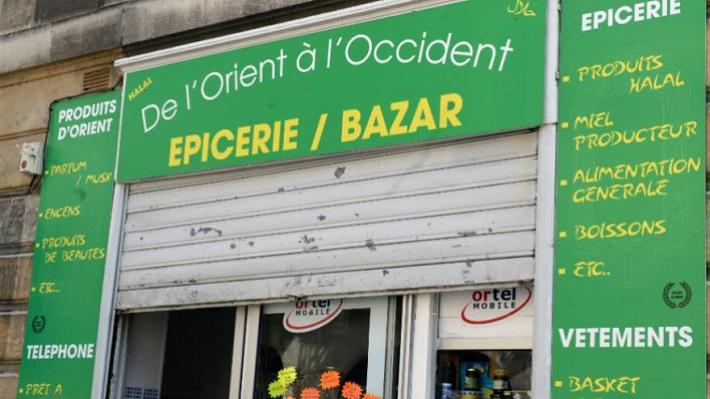 PRODUITS
D'ORIENT
PARFUM
/ MUSK
ENCENS
PRODUITS
DE BEAUTES
ETC..
TELEPHONE
PRET A
HALAL
De l'Orient à l'Occident
EPICERIE / BAZAR
ortel
MOBILE
ortel
MOBILE
EPICERIE
PRODUITS
HALAL
MIEL
PRODUCTEUR
ALIMENTATION
GENERALE
BOISSONS
ETC..
VETEMENTS
BASKET